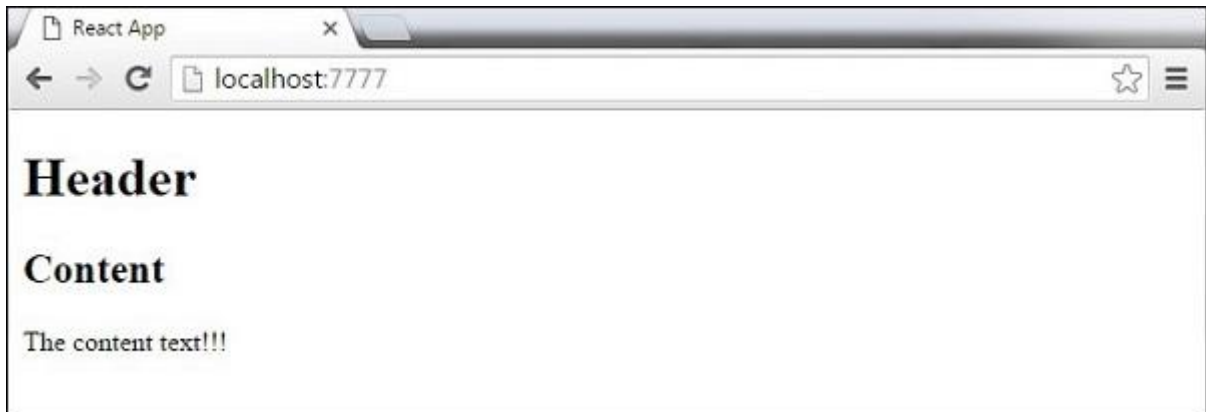 React App
localhost:7777
Header
Content
The content text!!!